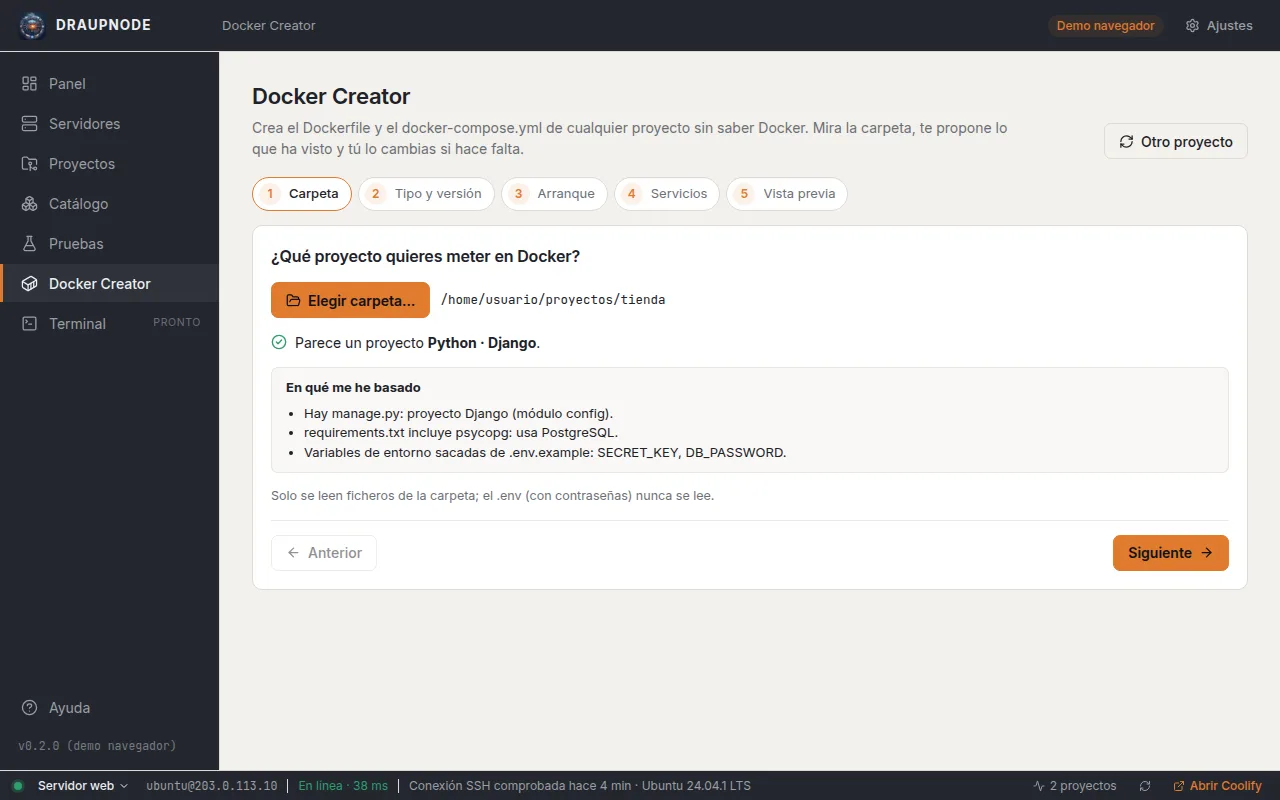 DRAUPNODE
Docker Creator
Demo navegador
Ajustes
Panel
Servidores
Proyectos
Catálogo
Pruebas
Docker Creator
Terminal PRONTO
Ayuda
v0.2.0 (demo navegador)
Docker Creator
Crea el Dockerfile y el docker-compose.yml de cualquier proyecto sin saber Docker. Mira la carpeta, te propone lo
que ha visto y tú lo cambias si hace falta.
Otro proyecto
1 Carpeta 2 Tipo y versión 3 Arranque 4 Servicios 5 Vista previa
¿Qué proyecto quieres meter en Docker?
Elegir carpeta... /home/usuario/proyectos/tienda
Parece un proyecto Python · Django.
En qué me he basado
• Hay manage.py: proyecto Django (módulo config).
• requirements.txt incluye psycopg: usa PostgreSQL.
• Variables de entorno sacadas de .env.example: SECRET_KEY, DB_PASSWORD.
Solo se leen ficheros de la carpeta; el .env (con contraseñas) nunca se lee.
← Anterior
Siguiente →
Servidor web ubuntu@203.0.113.10 En línea · 38 ms Conexión SSH comprobada hace 4 min · Ubuntu 24.04.1 LTS 2 proyectos Abrir Coolify